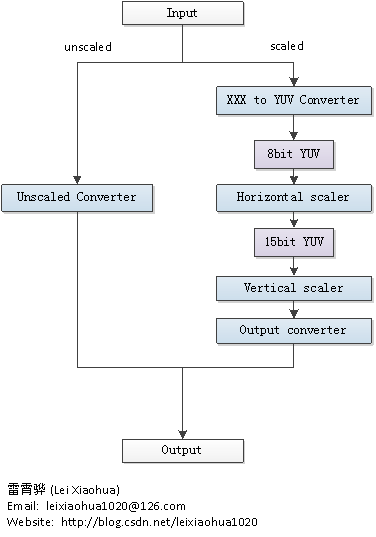 Input
unscaled
scaled
XXX to YUV Converter
8bit YUV
Unscaled Converter
Horizontal scaler
15bit YUV
Vertical scaler
Output converter
Output
雷霄骅 (Lei Xiaohua)
Email: leixiaohua1020@126.com
Website: http://blog.csdn.net/leixiaohua1020